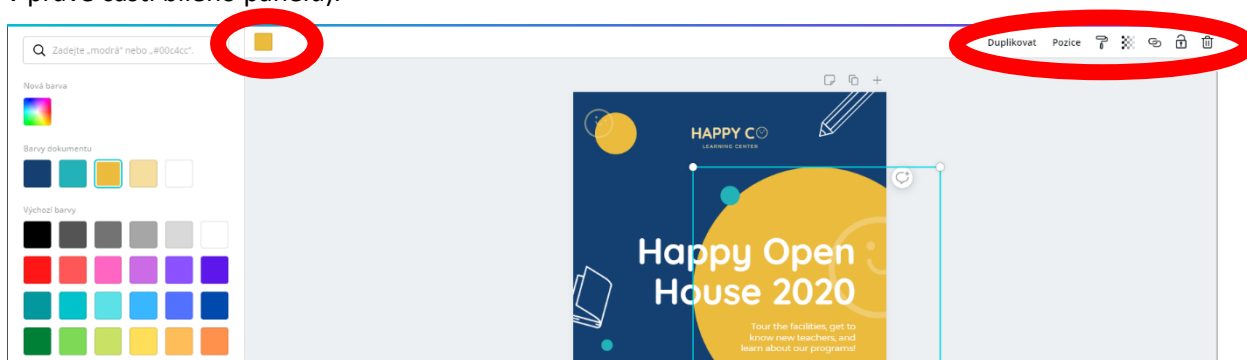 v pravé části bílého panelu).
Zadejte „modrá" nebo „#00c4cc".
Duplikovat Pozice
Nová barva
Barvy dokumentu
Výchozí barvy
HAPPY CO
LEARNING CENTER
Happy Open
House 2020
Tour the facilities, get to
know new teachers, and
learn about our programs!